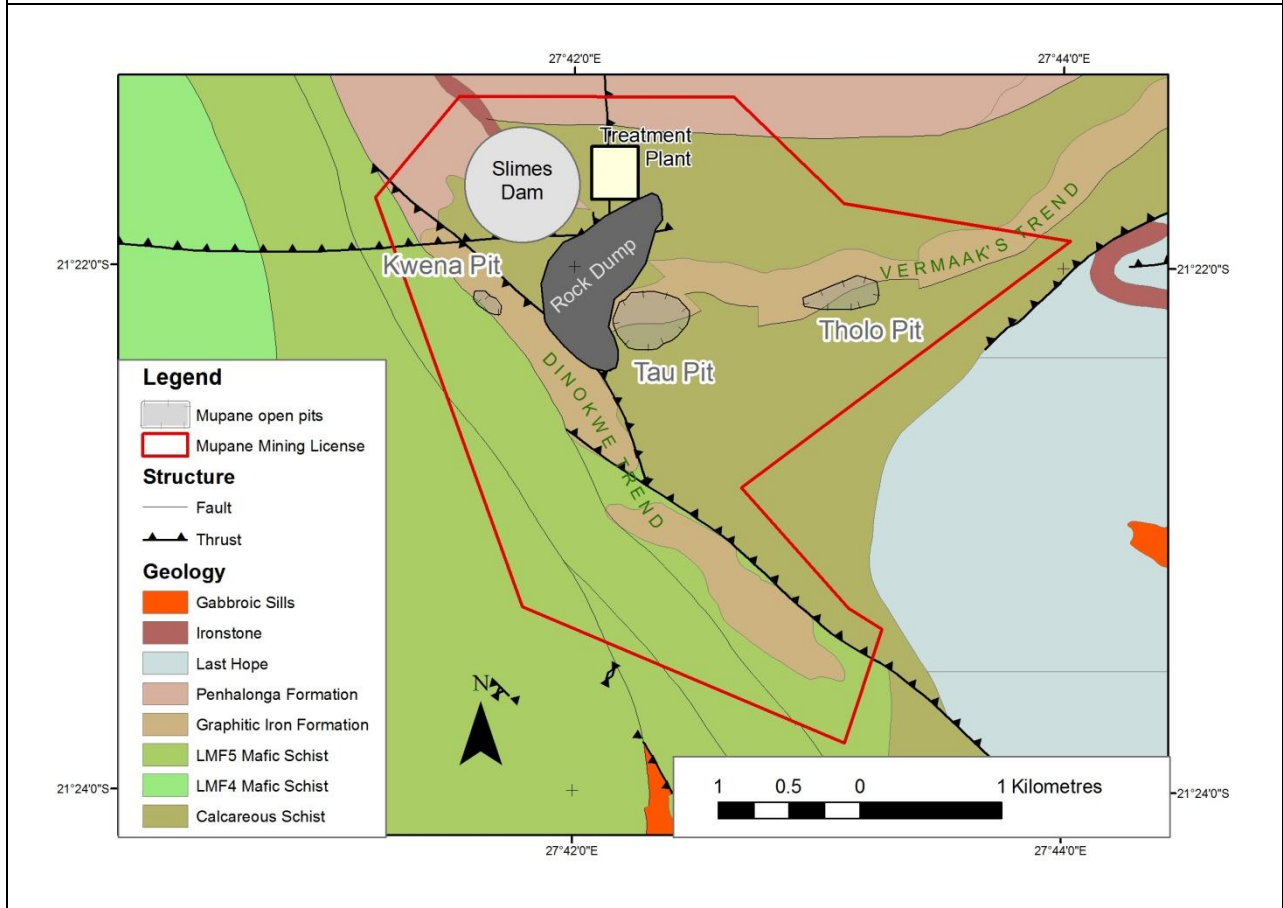 27°42'0"E
27°44'0"E
Treatment
Plant
Slimes
Dam
VERMAAK'S TREND
21°22'0"S
21°22'0"S
Kwena Pit
Rock Dump
Tholo Pit
Tau Pit
DINOKWE TREND
Legend
Mupane open pits
Mupane Mining License
Structure
Fault
Thrust
Geology
Gabbroic Sills
Ironstone
Last Hope
Penhalonga Formation
Graphitic Iron Formation
LMF5 Mafic Schist
LMF4 Mafic Schist
Calcareous Schist
N
1 0.5 0 1 Kilometres
21°24'0"S
21°24'0"S
27°42'0"E
27°44'0"E